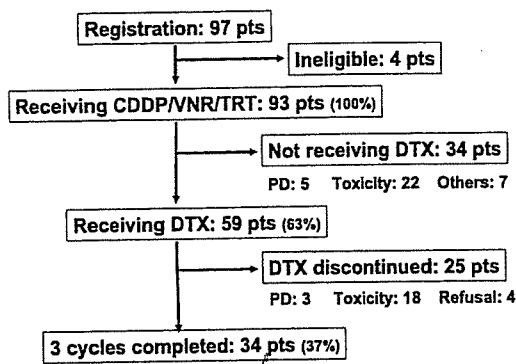 Registration: 97 pts
Ineligible: 4 pts
Receiving CDDP/VNR/TRT: 93 pts (100%)
Not receiving DTX: 34 pts
PD: 5 Toxicity: 22 Others: 7
Receiving DTX: 59 pts (63%)
DTX discontinued: 25 pts
PD: 3 Toxicity: 18 Refusal: 4
3 cycles completed: 34 pts (37%)